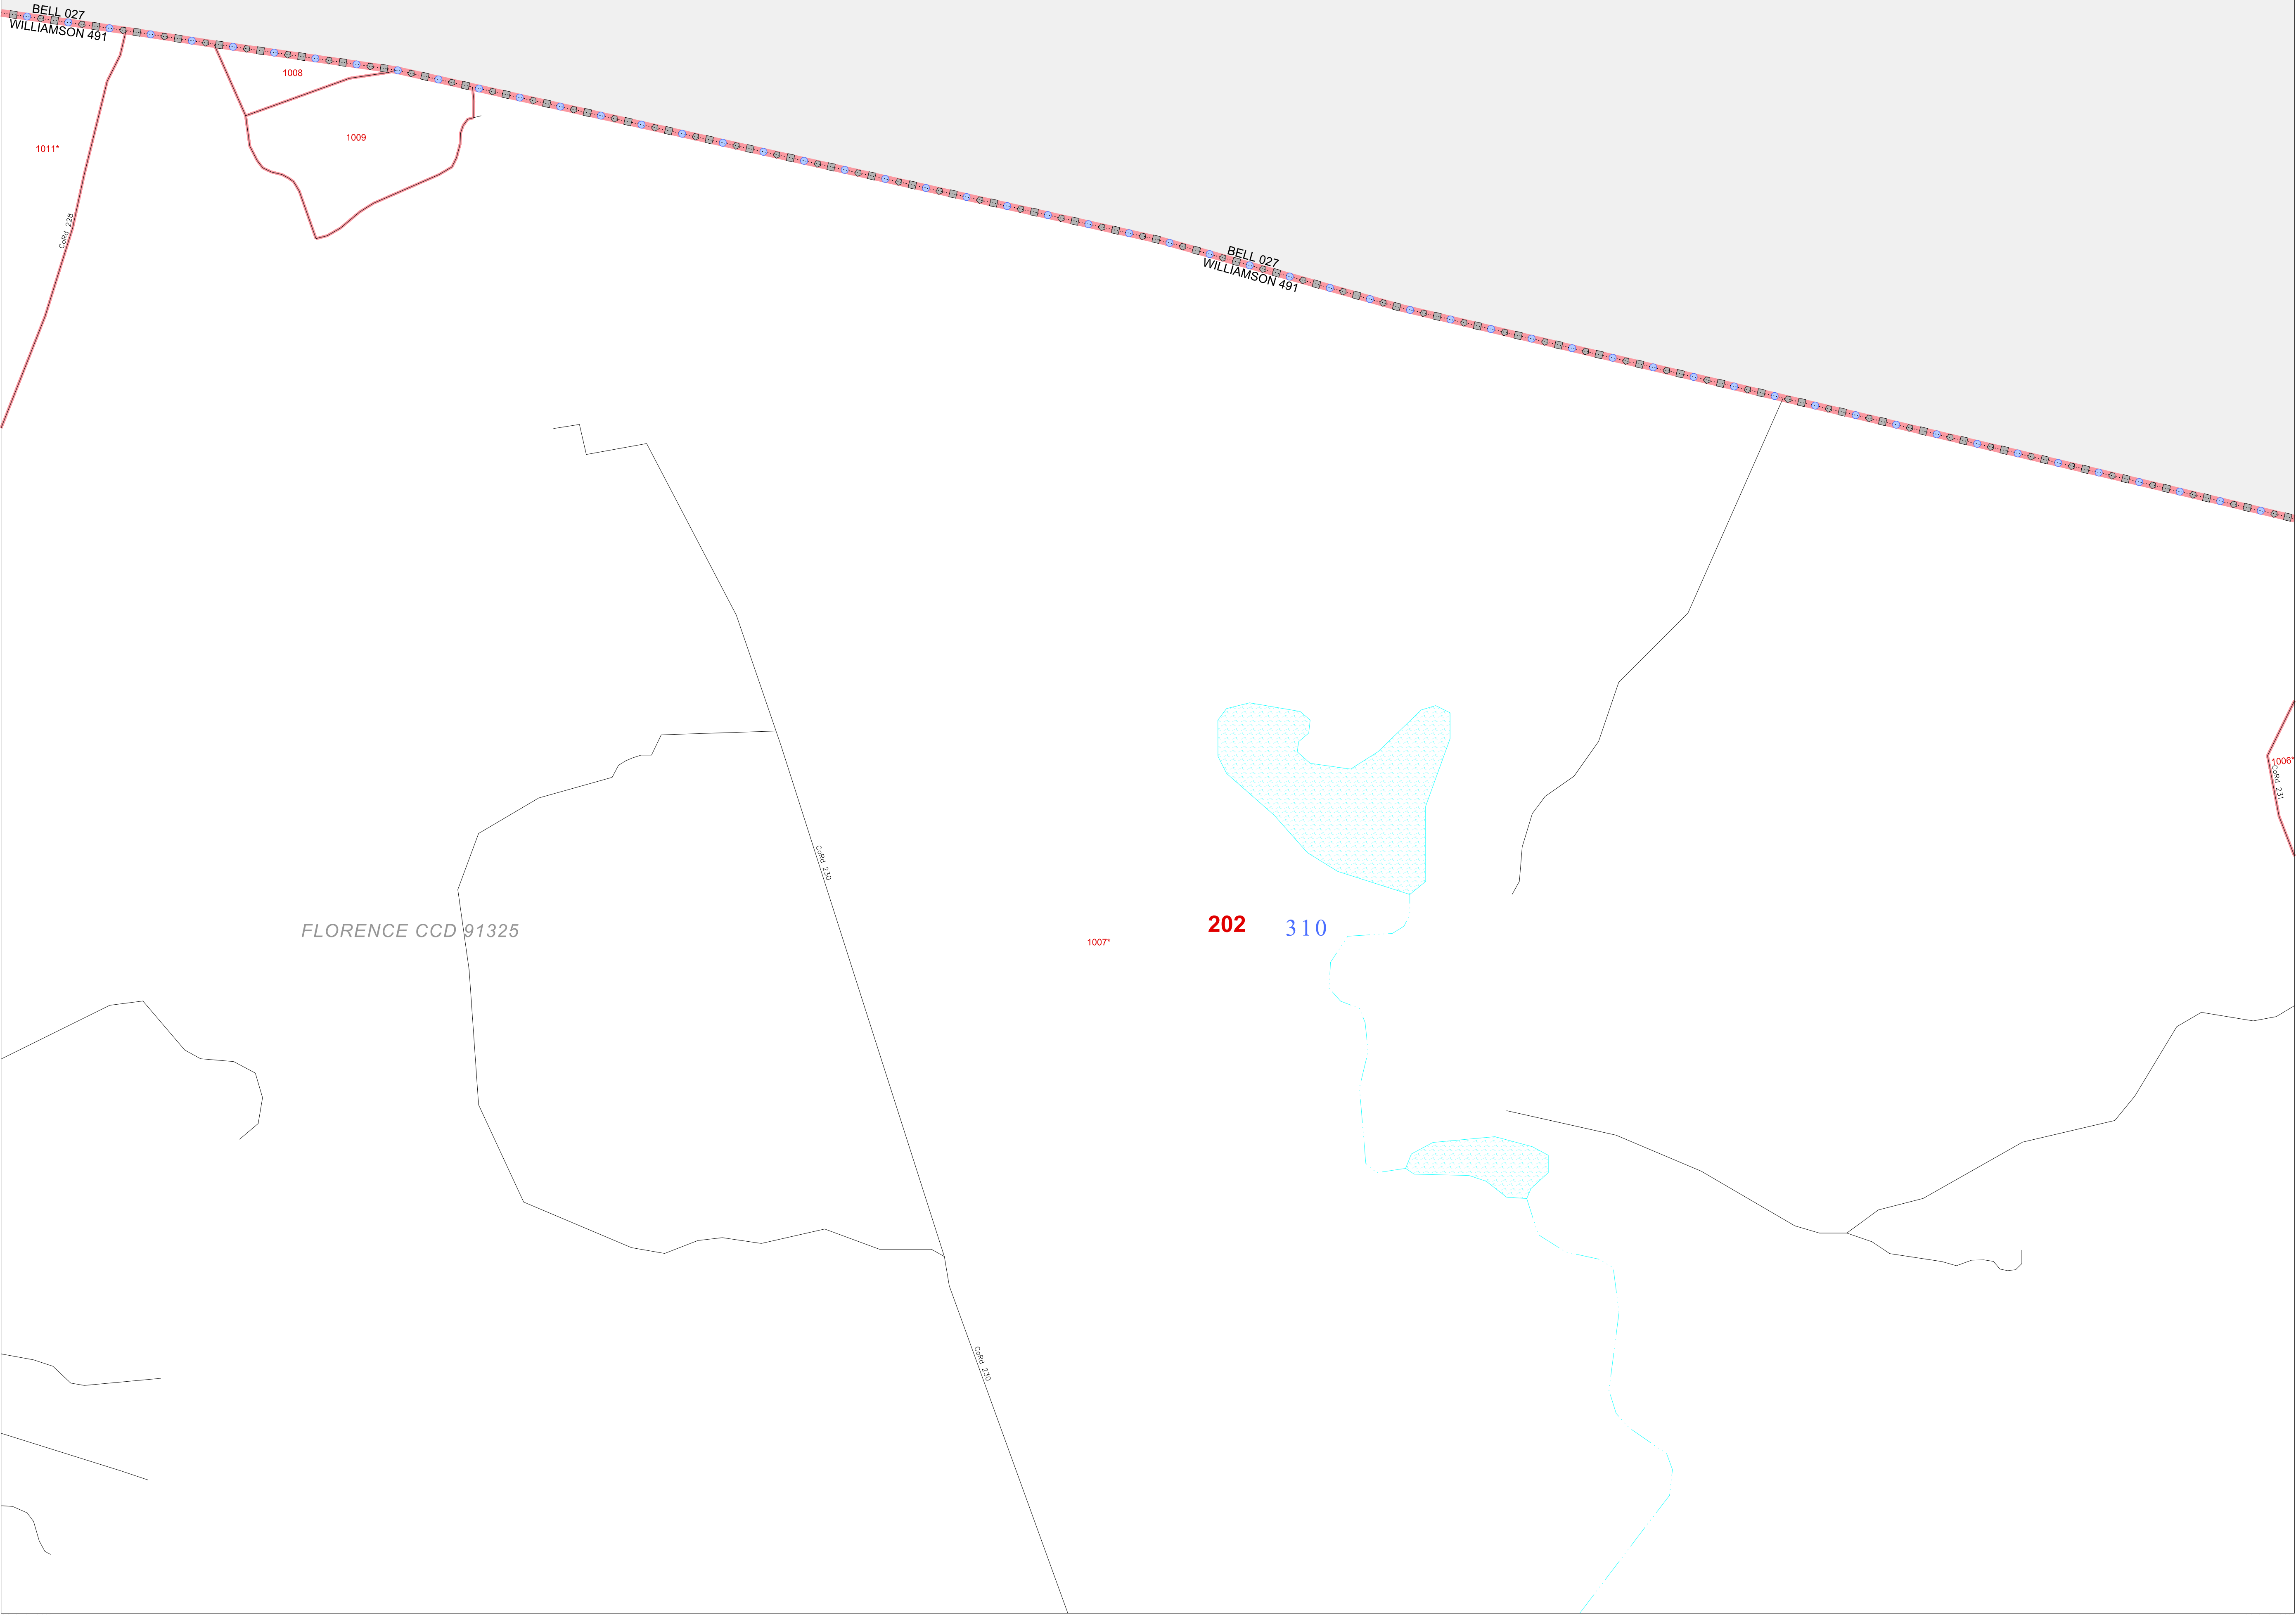 BELL 027
WILLIAMSON 491
1008
1009
1011*
CoRd 228
BELL 027
WILLIAMSON 491
1006*
CoRd 231
CoRd 230
FLORENCE CCD 91325
202
310
1007*
CoRd 230